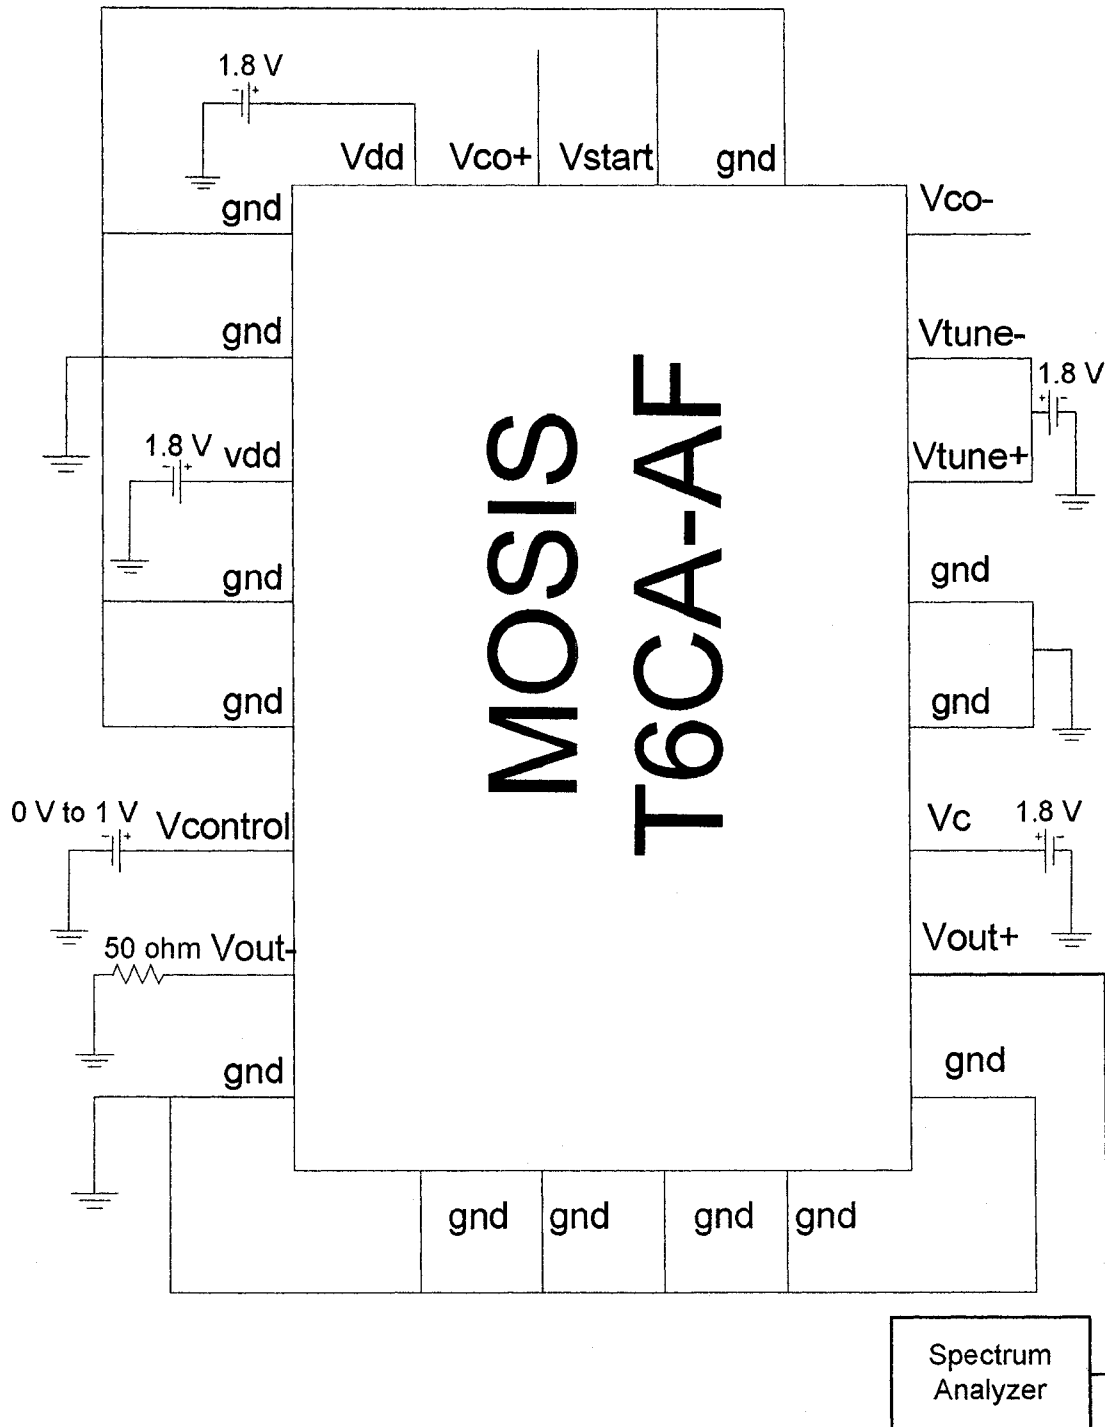 1.8 V
Vdd
Vco+
Vstart
gnd
gnd
Vco-
gnd
Vtune-
1.8 V
1.8 V
vdd
Vtune+
gnd
gnd
gnd
gnd
0 V to 1 V
Vcontrol
Vc
1.8 V
50 ohm
Vout-
Vout+
gnd
gnd
MOSIS
T6CA-AF
gnd
gnd
gnd
gnd
Spectrum
Analyzer